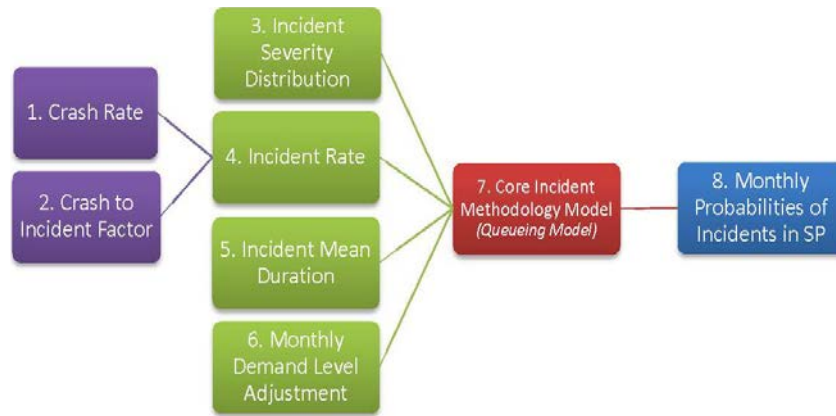 1. Crash Rate
2. Crash to
Incident Factor
3. Incident
Severity
Distribution
4. Incident Rate
5. Incident Mean
Duration
6. Monthly
Demand Level
Adjustment
7. Core Incident
Methodology Model
(Queueing Model)
8. Monthly
Probabilities of
Incidents in SP